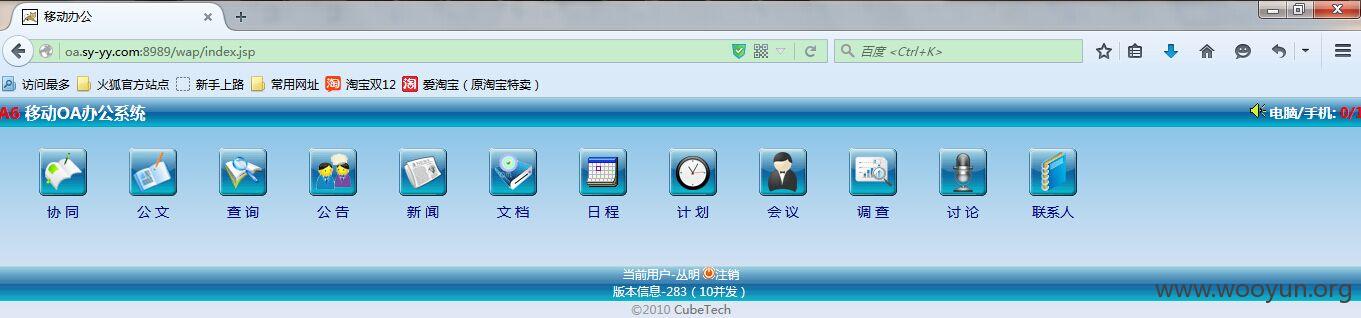 移动办公
oa.sy-yy.com:8989/wap/index.jsp
百度 <Ctrl+K>
访问最多 火狐官方站点 新手上路 常用网址 淘 淘宝双12 淘 爱淘宝（原淘宝特卖）
A6 移动OA办公系统 电脑/手机: 0/1
协同 公文 查询 公告 新闻 文档 日程 计划 会议 调查 讨论 联系人
当前用户-丛明 注销
版本信息-283（10并发）
www.wooyun.org
©2010 CubeTech